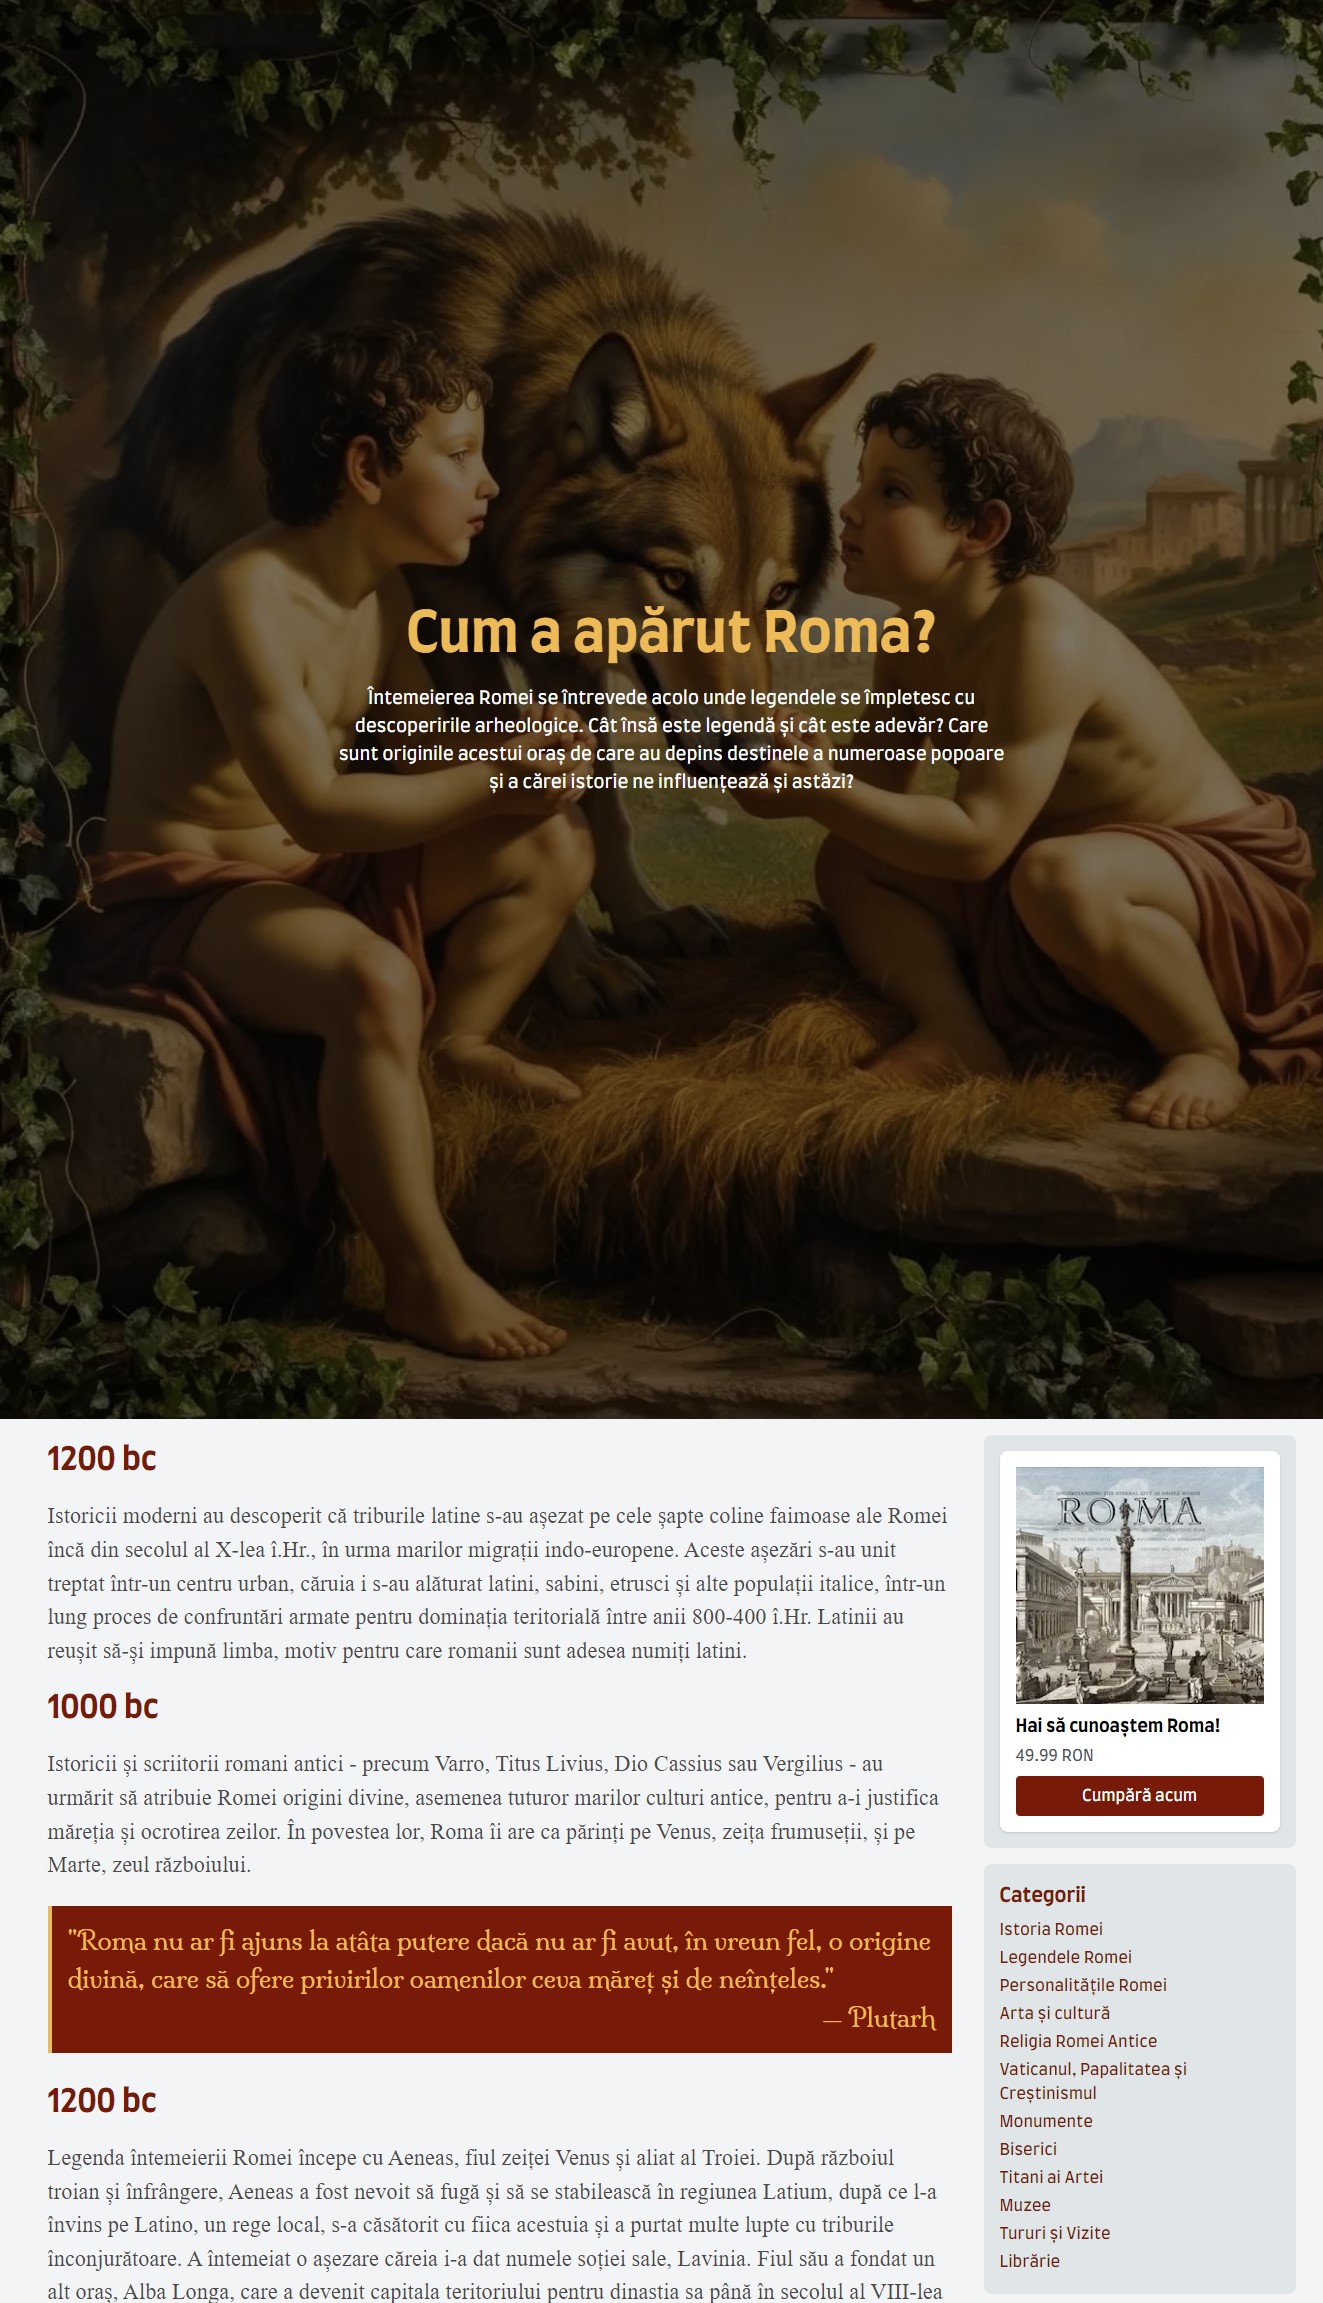 Cum a apărut Roma?
Întemeierea Romei se întrevede acolo unde legendele se împletesc cu
descoperirile arheologice. Cât însă este legendă și cât este adevăr? Care
sunt originile acestui oraș de care au depins destinele a numeroase popoare
și a cărei istorie ne influențează și astăzi?
1200 bc
Istoricii moderni au descoperit că triburile latine s-au așezat pe cele șapte coline faimoase ale Romei
încă din secolul al X-lea î.Hr., în urma marilor migrații indo-europene. Aceste așezări s-au unit
treptat într-un centru urban, căruia i s-au alăturat latini, sabini, etrusci și alte populații italice, într-un
lung proces de confruntări armate pentru dominația teritorială între anii 800-400 î.Hr. Latinii au
reușit să-și impună limba, motiv pentru care romanii sunt adesea numiți latini.
1000 bc
Istoricii și scriitorii romani antici - precum Varro, Titus Livius, Dio Cassius sau Vergilius - au
urmărit să atribuie Romei origini divine, asemenea tuturor marilor culturi antice, pentru a-i justifica
măreția și ocrotirea zeilor. În povestea lor, Roma îi are ca părinți pe Venus, zeița frumuseții, și pe
Marte, zeul războiului.
"Roma nu ar fi ajuns la atâta putere dacă nu ar fi avut, în vreun fel, o origine
divină, care să ofere privirilor oamenilor ceva măreț și de neînțeles."
— Plutarh
1200 bc
Legenda întemeierii Romei începe cu Aeneas, fiul zeiței Venus și aliat al Troiei. După războiul
troian și înfrângere, Aeneas a fost nevoit să fugă și să se stabilească în regiunea Latium, după ce l-a
învins pe Latino, un rege local, s-a căsătorit cu fiica acestuia și a purtat multe lupte cu triburile
înconjurătoare. A întemeiat o așezare căreia i-a dat numele soției sale, Lavinia. Fiul său a fondat un
alt oraș, Alba Longa, care a devenit capitala teritoriului pentru dinastia sa până în secolul al VIII-lea
ROMA
Hai să cunoaștem Roma!
49.99 RON
Cumpără acum
Categorii
Istoria Romei
Legendele Romei
Personalitățile Romei
Arta și cultură
Religia Romei Antice
Vaticanul, Papalitatea și
Creștinismul
Monumente
Biserici
Titani ai Artei
Muzee
Tururi și Vizite
Librărie